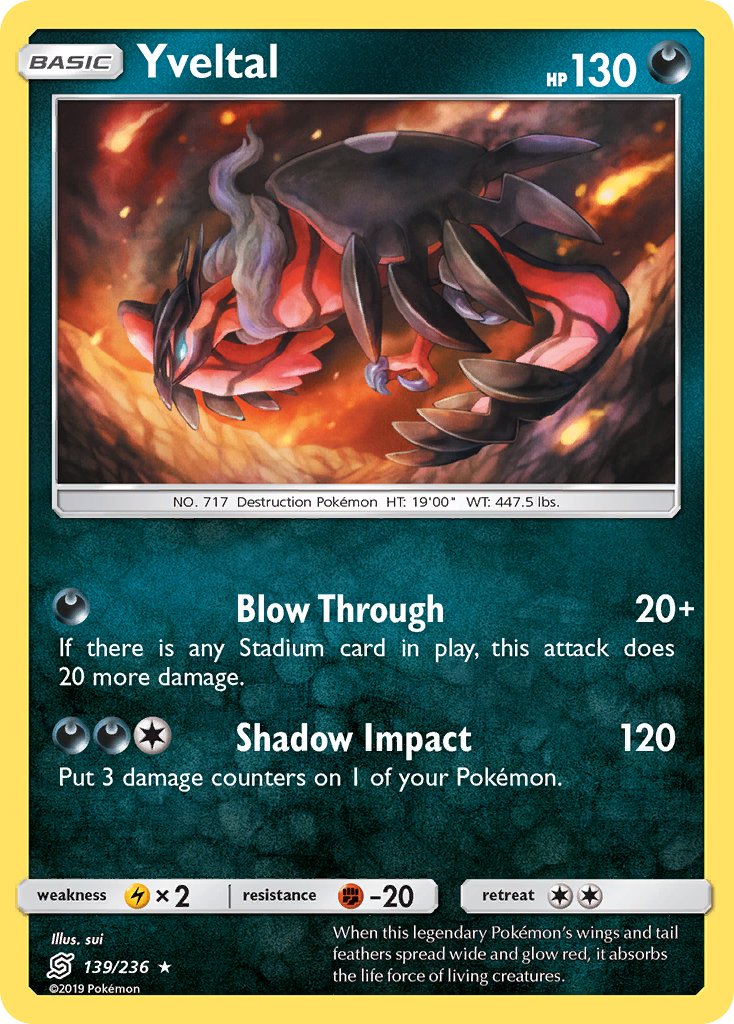 BASIC Yveltal HP 130
NO. 717 Destruction Pokémon HT: 19'00" WT: 447.5 lbs.
Blow Through 20+
If there is any Stadium card in play, this attack does
20 more damage.
Shadow Impact 120
Put 3 damage counters on 1 of your Pokémon.
weakness ×2 resistance -20 retreat
Illus. sui
139/236 ★
©2019 Pokémon
When this legendary Pokémon's wings and tail
feathers spread wide and glow red, it absorbs
the life force of living creatures.